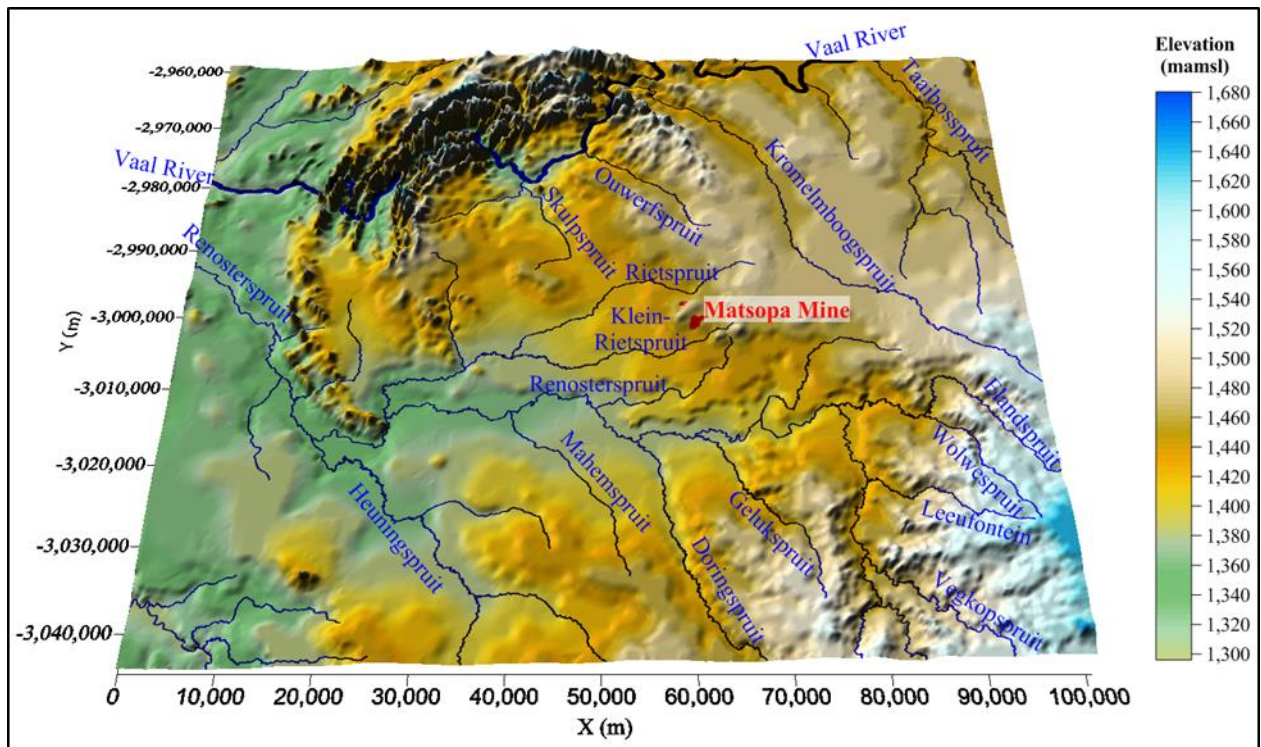 Vaal River
Elevation
(mamsl)
1,680
1,660
1,640
1,620
1,600
1,580
1,560
1,540
1,520
1,500
1,480
1,460
1,440
1,420
1,400
1,380
1,360
1,340
1,320
1,300
-2,960,000
-2,970,000
-2,980,000
-2,990,000
-3,000,000
-3,010,000
-3,020,000
-3,030,000
-3,040,000
Y (m)
Taaibosspruit
Vaal River
Kromelmboogspruit
Ouwerfspruit
Skulpspruit
Renosterspruit
Rietspruit
Matsopa Mine
Klein-
Rietspruit
Renosterspruit
Elandspruit
Wolwespruit
Leeufontein
Mahemspruit
Gelukspruit
Heuningspruit
Doringspruit
Vegkopspruit
0
10,000
20,000
30,000
40,000
50,000
60,000
70,000
80,000
90,000
100,000
X (m)